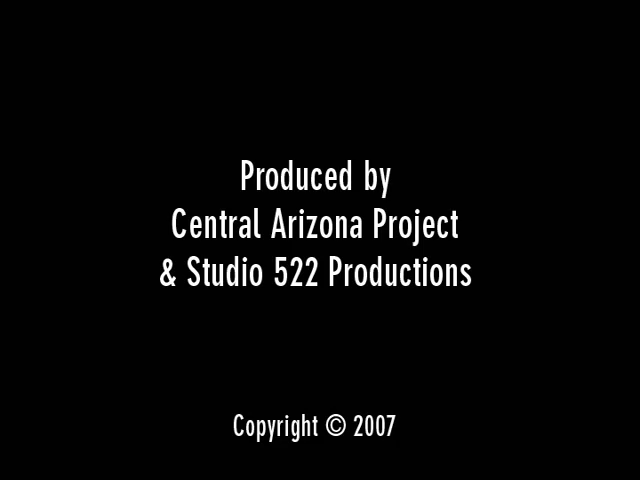 Produced by
Central Arizona Project
& Studio 522 Productions
Copyright © 2007